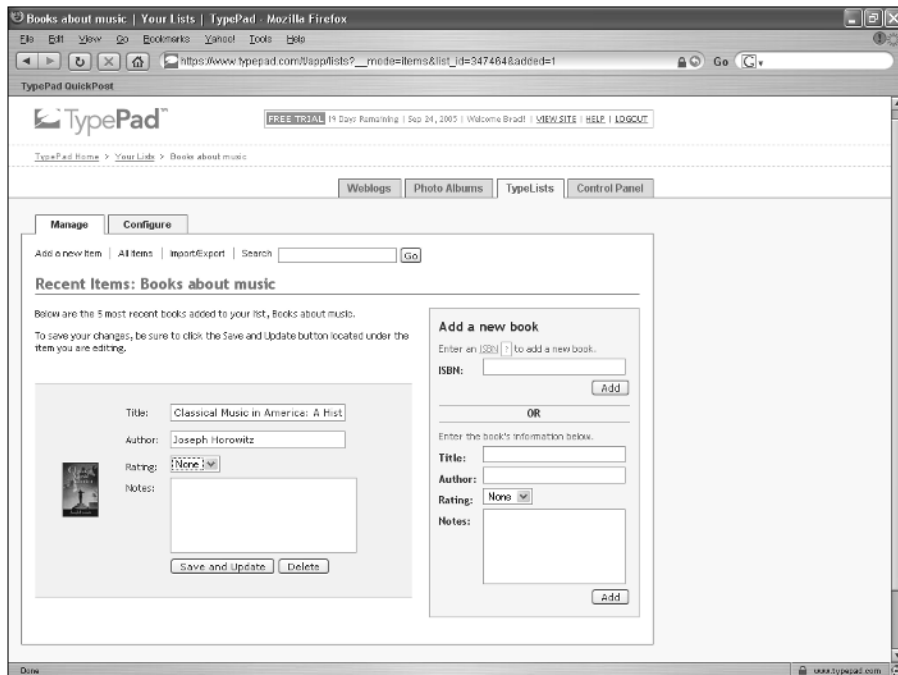 Books about music | Your Lists | TypePad - Mozilla Firefox
File Edit View Go Bookmarks Yahoo! Tools Help
https://www.typepad.com/t/app/lists?__mode=items&list_id=347464&added=1
Go
TypePad QuickPost
TypePad™
FREE TRIAL 19 Days Remaining | Sep 24, 2005 | Welcome Brad! | VIEW SITE | HELP | LOGOUT
TypePad Home > Your Lists > Books about music
Weblogs Photo Albums TypeLists Control Panel
Manage Configure
Add a new item | All items | Import/Export | Search Go
Recent Items: Books about music
Below are the 5 most recent books added to your list, Books about music.
To save your changes, be sure to click the Save and Update button located under the
item you are editing.
Title: Classical Music in America: A Hist
Author: Joseph Horowitz
Rating: None
Notes:
Save and Update Delete
Add a new book
Enter an ISBN ? to add a new book.
ISBN:
Add
OR
Enter the book's information below.
Title:
Author:
Rating: None
Notes:
Add
Done
www.typepad.com